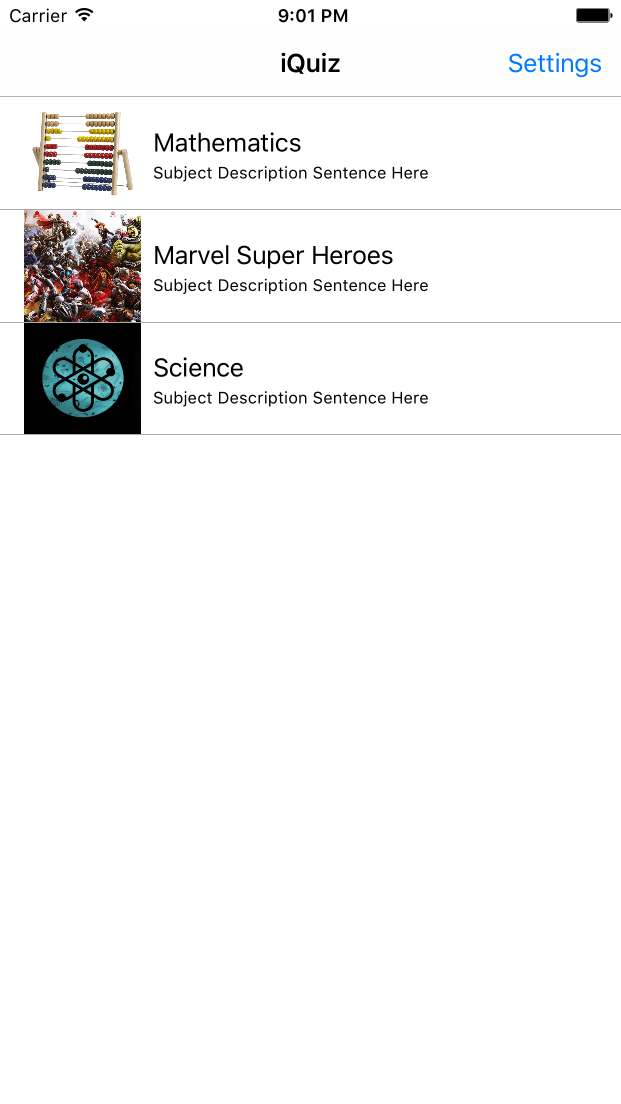 Carrier 9:01 PM
iQuiz Settings
Mathematics
Subject Description Sentence Here
Marvel Super Heroes
Subject Description Sentence Here
Science
Subject Description Sentence Here